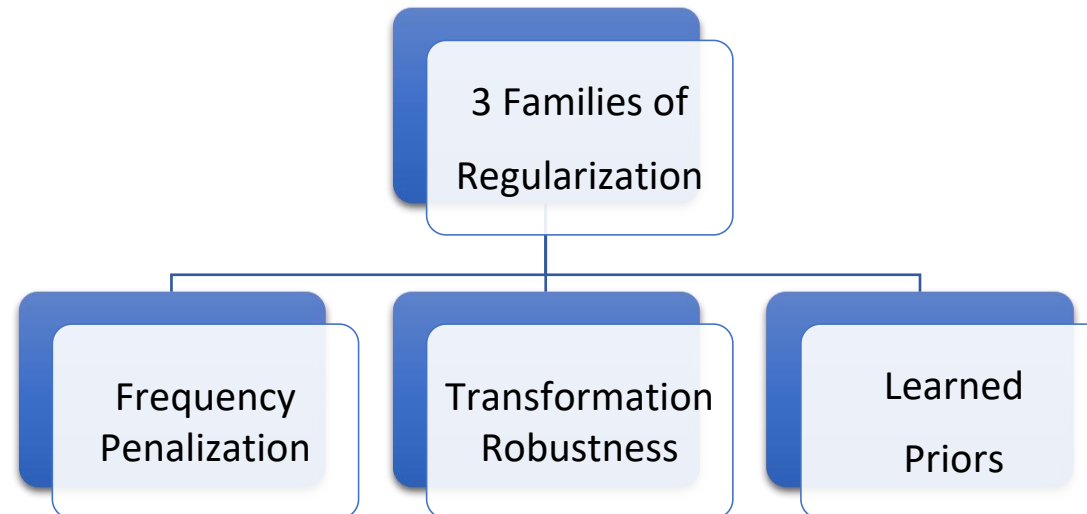 3 Families of
Regularization
Frequency
Penalization
Transformation
Robustness
Learned
Priors